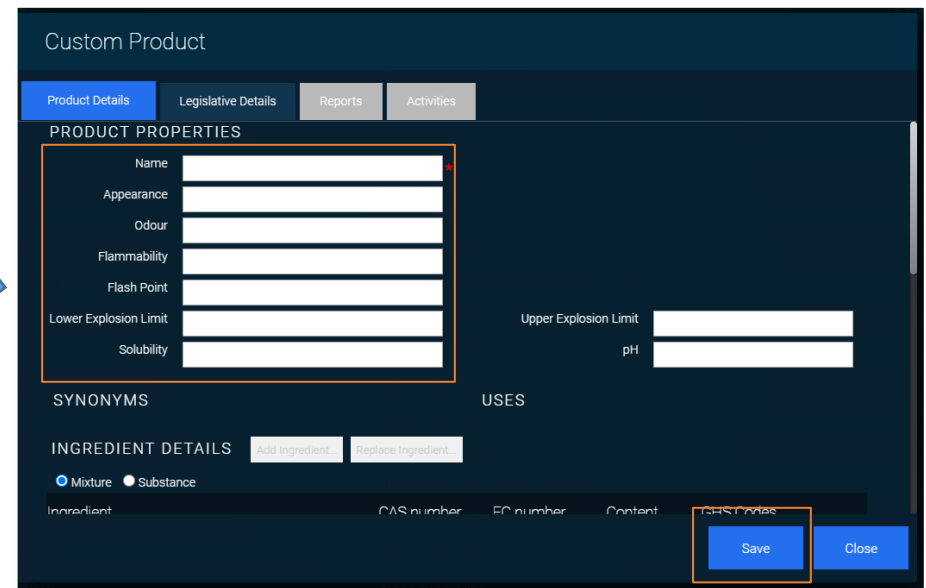 Custom Product
Product Details Legislative Details Reports Activities
PRODUCT PROPERTIES
Name *
Appearance
Odour
Flammability
Flash Point
Lower Explosion Limit Upper Explosion Limit
Solubility pH
SYNONYMS USES
INGREDIENT DETAILS Add Ingredient... Replace Ingredient...
Mixture Substance
Ingredient CAS number EC number Content GHS Codes
Save Close